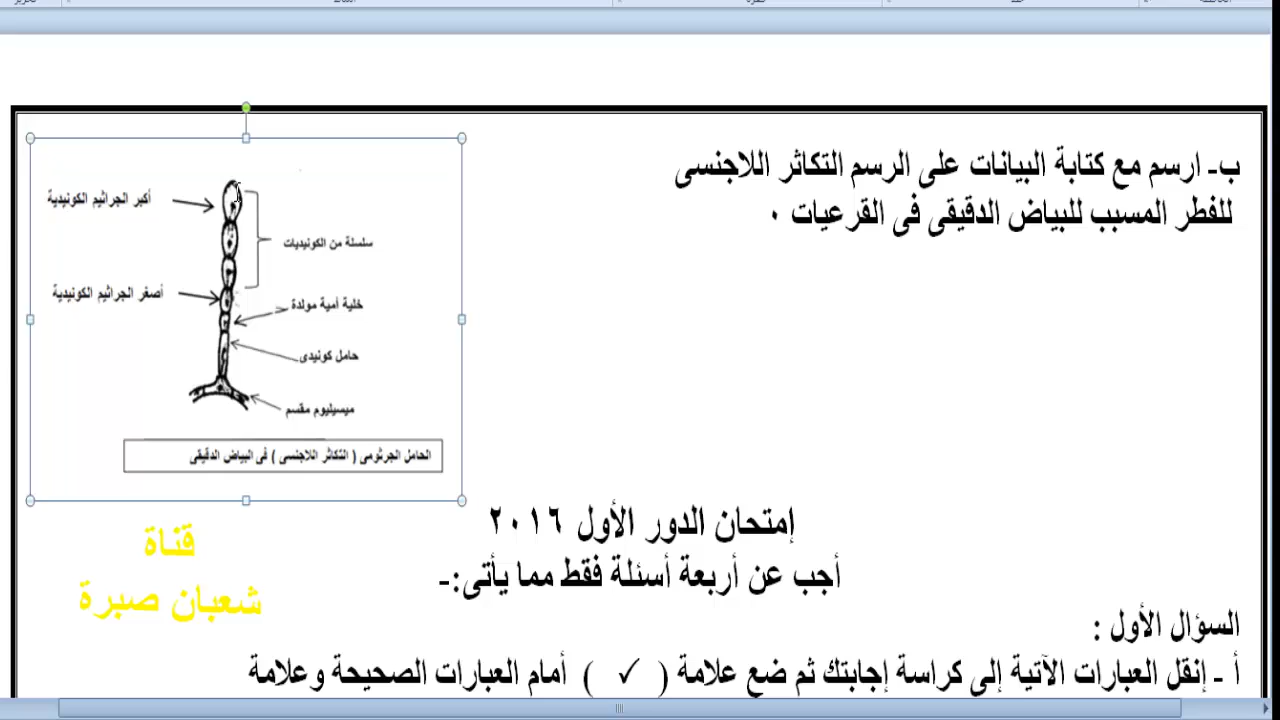 ب- ارسم مع كتابة البيانات على الرسم التكاثر اللاجنسى
للفطر المسبب للبياض الدقيقى فى القرعيات ٠
أكبر الجراثيم الكونيدية
سلسلة من الكونيديات
أصغر الجراثيم الكونيدية
خلية أمية مولدة
حامل كونيدى
ميسيليوم مقسم
الحامل الجرثومى ( التكاثر اللاجنسى ) فى البياض الدقيقى
إمتحان الدور الأول ٢٠١٦
أجب عن أربعة أسئلة فقط مما يأتى:-
قناة
شعبان صبرة
السؤال الأول :
أ - إنقل العبارات الآتية إلى كراسة إجابتك ثم ضع علامة ( ✓ ) أمام العبارات الصحيحة وعلامة